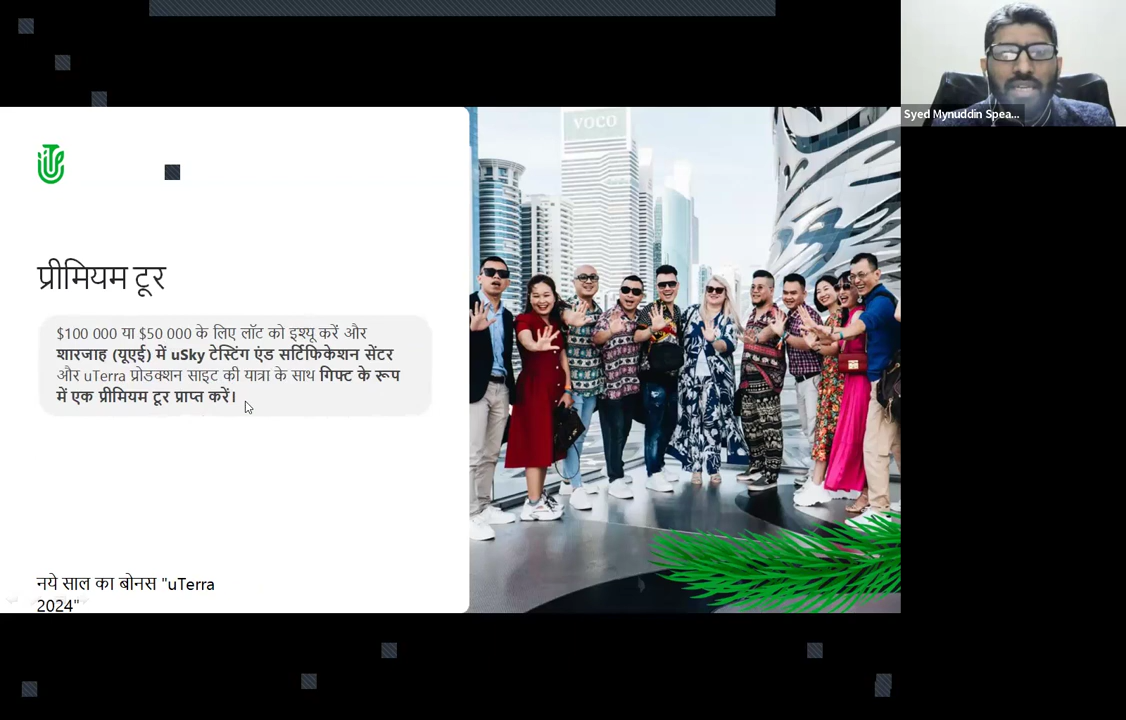 VOCO
Syed Mynuddin Spea...
प्रीमियम टूर
$100 000 या $50 000 के लिए लॉट को इश्यू करें और
शारजाह (यूएई) में uSky टेस्टिंग एंड सर्टिफिकेशन सेंटर
और uTerra प्रोडक्शन साइट की यात्रा के साथ गिफ्ट के रूप
में एक प्रीमियम टूर प्राप्त करें।
नये साल का बोनस "uTerra
2024"